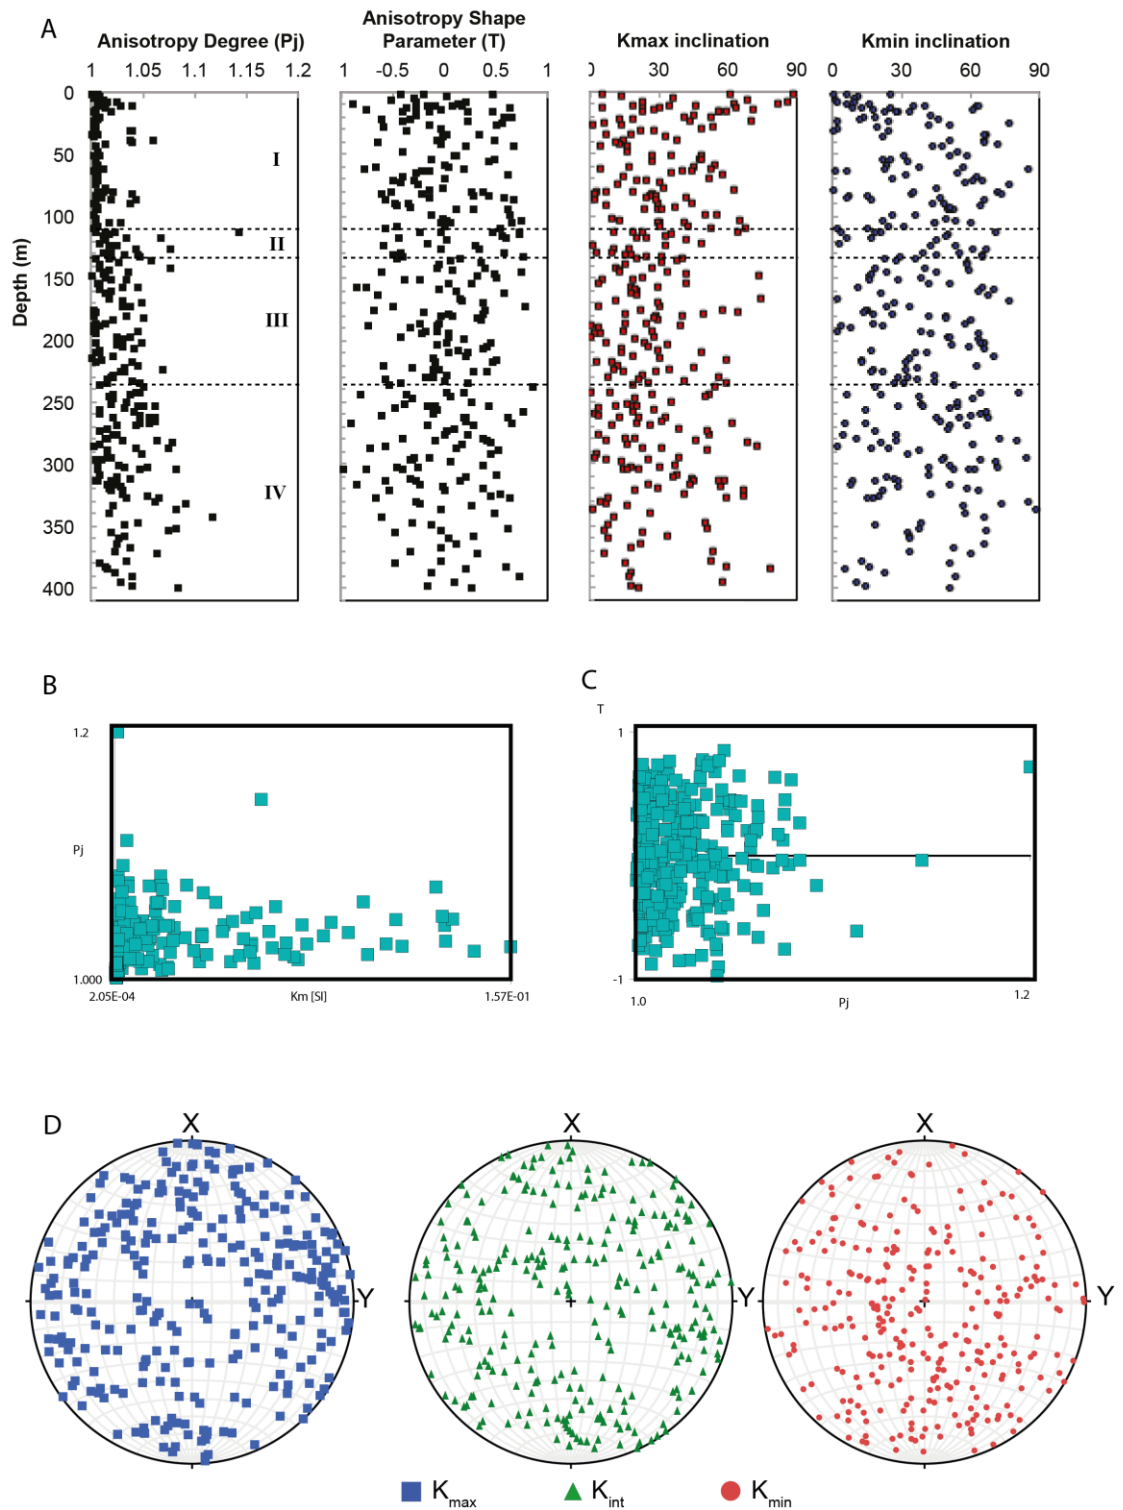 A
Anisotropy Degree (Pj)
Anisotropy Shape
Parameter (T)
Kmax inclination
Kmin inclination
1 1.05 1.1 1.15 1.2
1 -0.5 0 0.5 1
0 30 60 90
0 30 60 90
Depth (m)
0
50
100
150
200
250
300
350
400
I
II
III
IV
B
1.2
Pj
1.000
2.05E-04
Km [SI]
1.57E-01
C
T
1
-1
1.0
Pj
1.2
D
X
Y
X
Y
X
Y
Kmax
Kint
Kmin